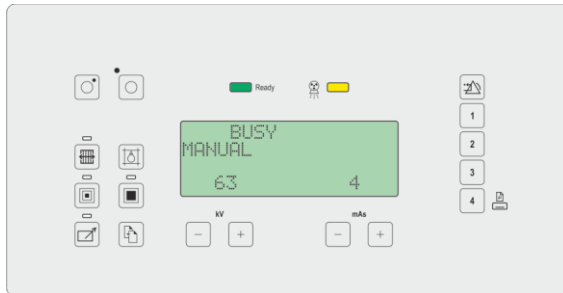 Ready
BUSY
MANUAL
63 4
kV mAs
- + - +
1
2
3
4